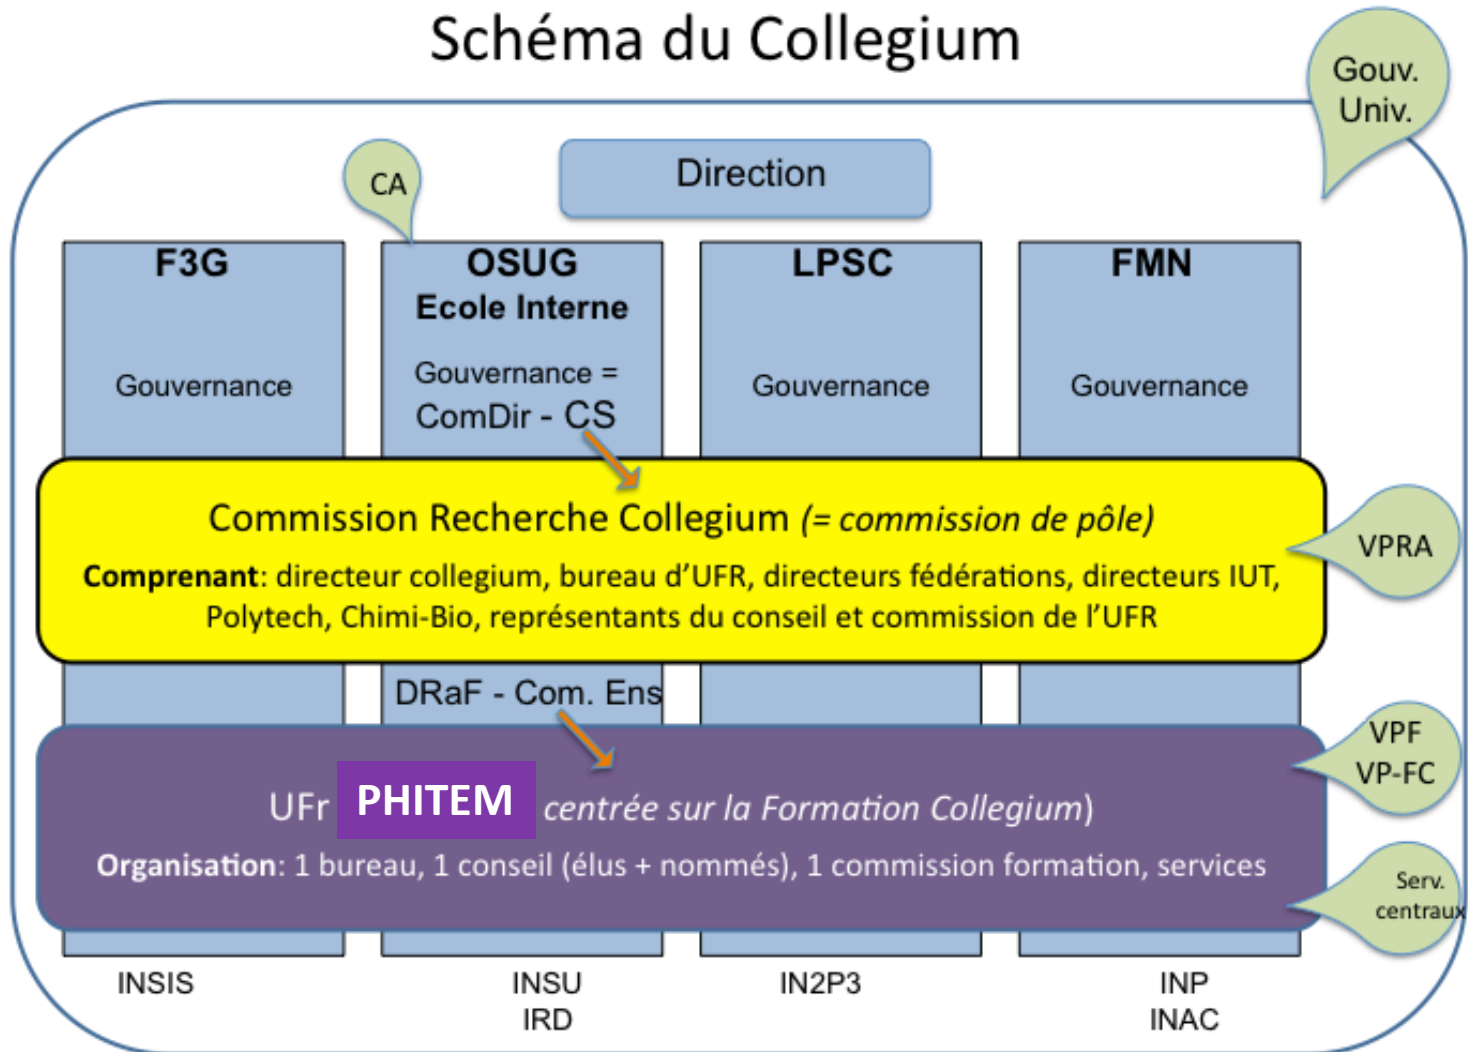 Schéma du Collegium
Gouv.
Univ.
CA
Direction
F3G
Gouvernance
OSUG
Ecole Interne
Gouvernance =
ComDir - CS
LPSC
Gouvernance
FMN
Gouvernance
Commission Recherche Collegium (= commission de pôle)
Comprenant: directeur collegium, bureau d'UFR, directeurs fédérations, directeurs IUT,
Polytech, Chimi-Bio, représentants du conseil et commission de l'UFR
VPRA
DRaF - Com. Ens
VPF
VP-FC
UFr PHITEM centrée sur la Formation Collegium)
Organisation: 1 bureau, 1 conseil (élus + nommés), 1 commission formation, services
Serv.
centraux
INSIS
INSU
IRD
IN2P3
INP
INAC